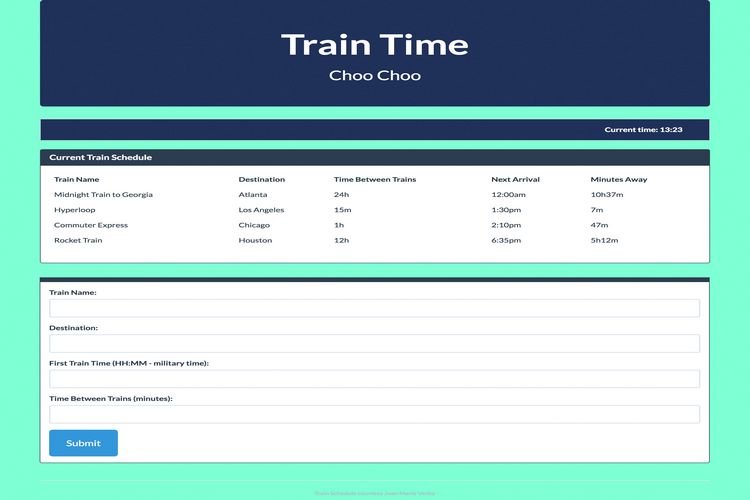 Train Time
Choo Choo
Current time: 13:23
Current Train Schedule
Train Name Destination Time Between Trains Next Arrival Minutes Away
Midnight Train to Georgia Atlanta 24h 12:00am 10h37m
Hyperloop Los Angeles 15m 1:30pm 7m
Commuter Express Chicago 1h 2:10pm 47m
Rocket Train Houston 12h 6:35pm 5h12m
Train Name:
Destination:
First Train Time (HH:MM - military time):
Time Between Trains (minutes):
Submit
Train Schedule courtesy